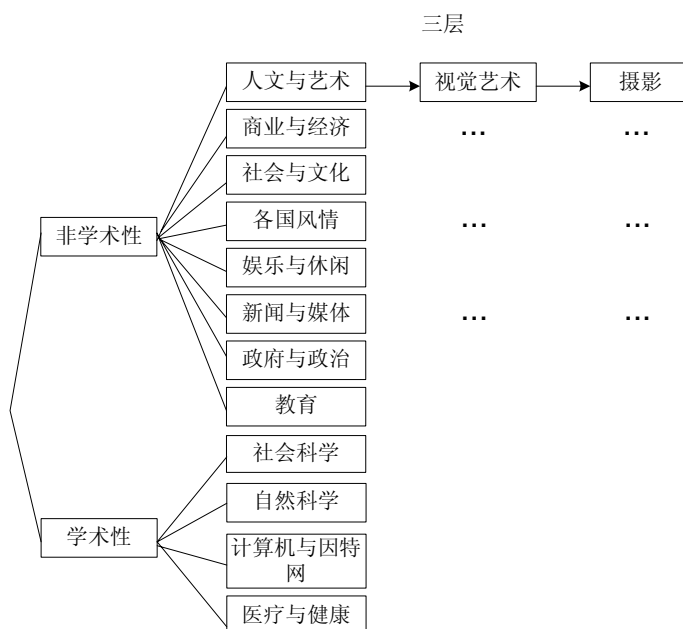 三层
人文与艺术
视觉艺术
摄影
商业与经济
...
...
社会与文化
非学术性
各国风情
...
...
娱乐与休闲
新闻与媒体
...
...
政府与政治
教育
社会科学
自然科学
学术性
计算机与因特
网
医疗与健康